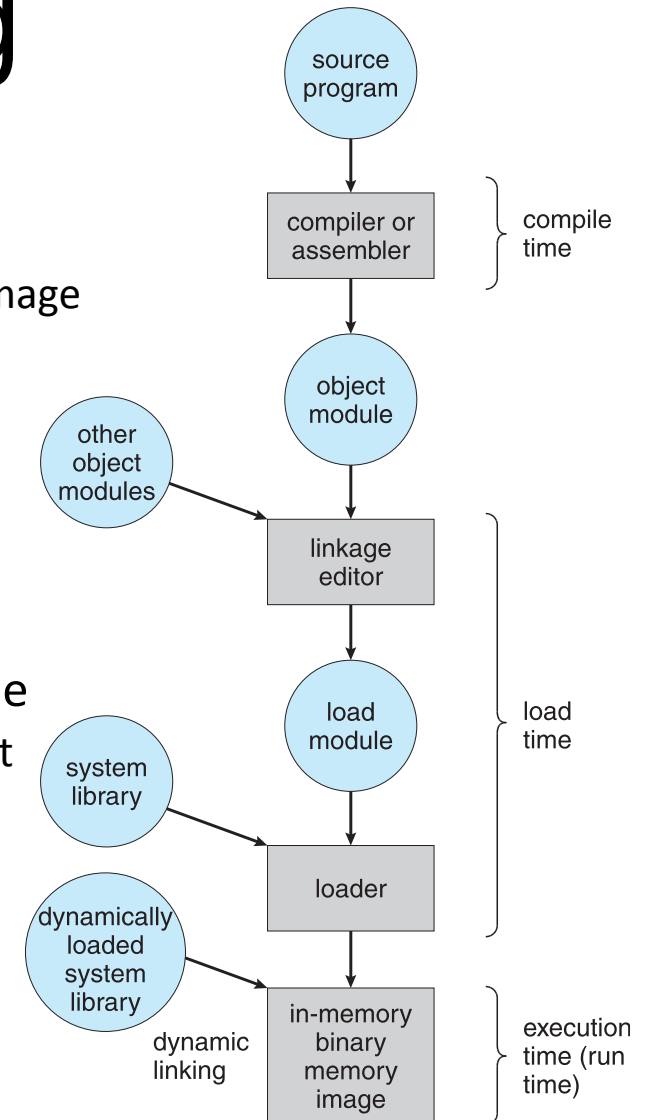 g
source
program
compiler or
assembler
compile
time
mage
object
module
other
object
modules
linkage
editor
e
load
module
load
time
t
system
library
loader
dynamically
loaded
system
library
in-memory
binary
memory
image
dynamic
linking
execution
time (run
time)